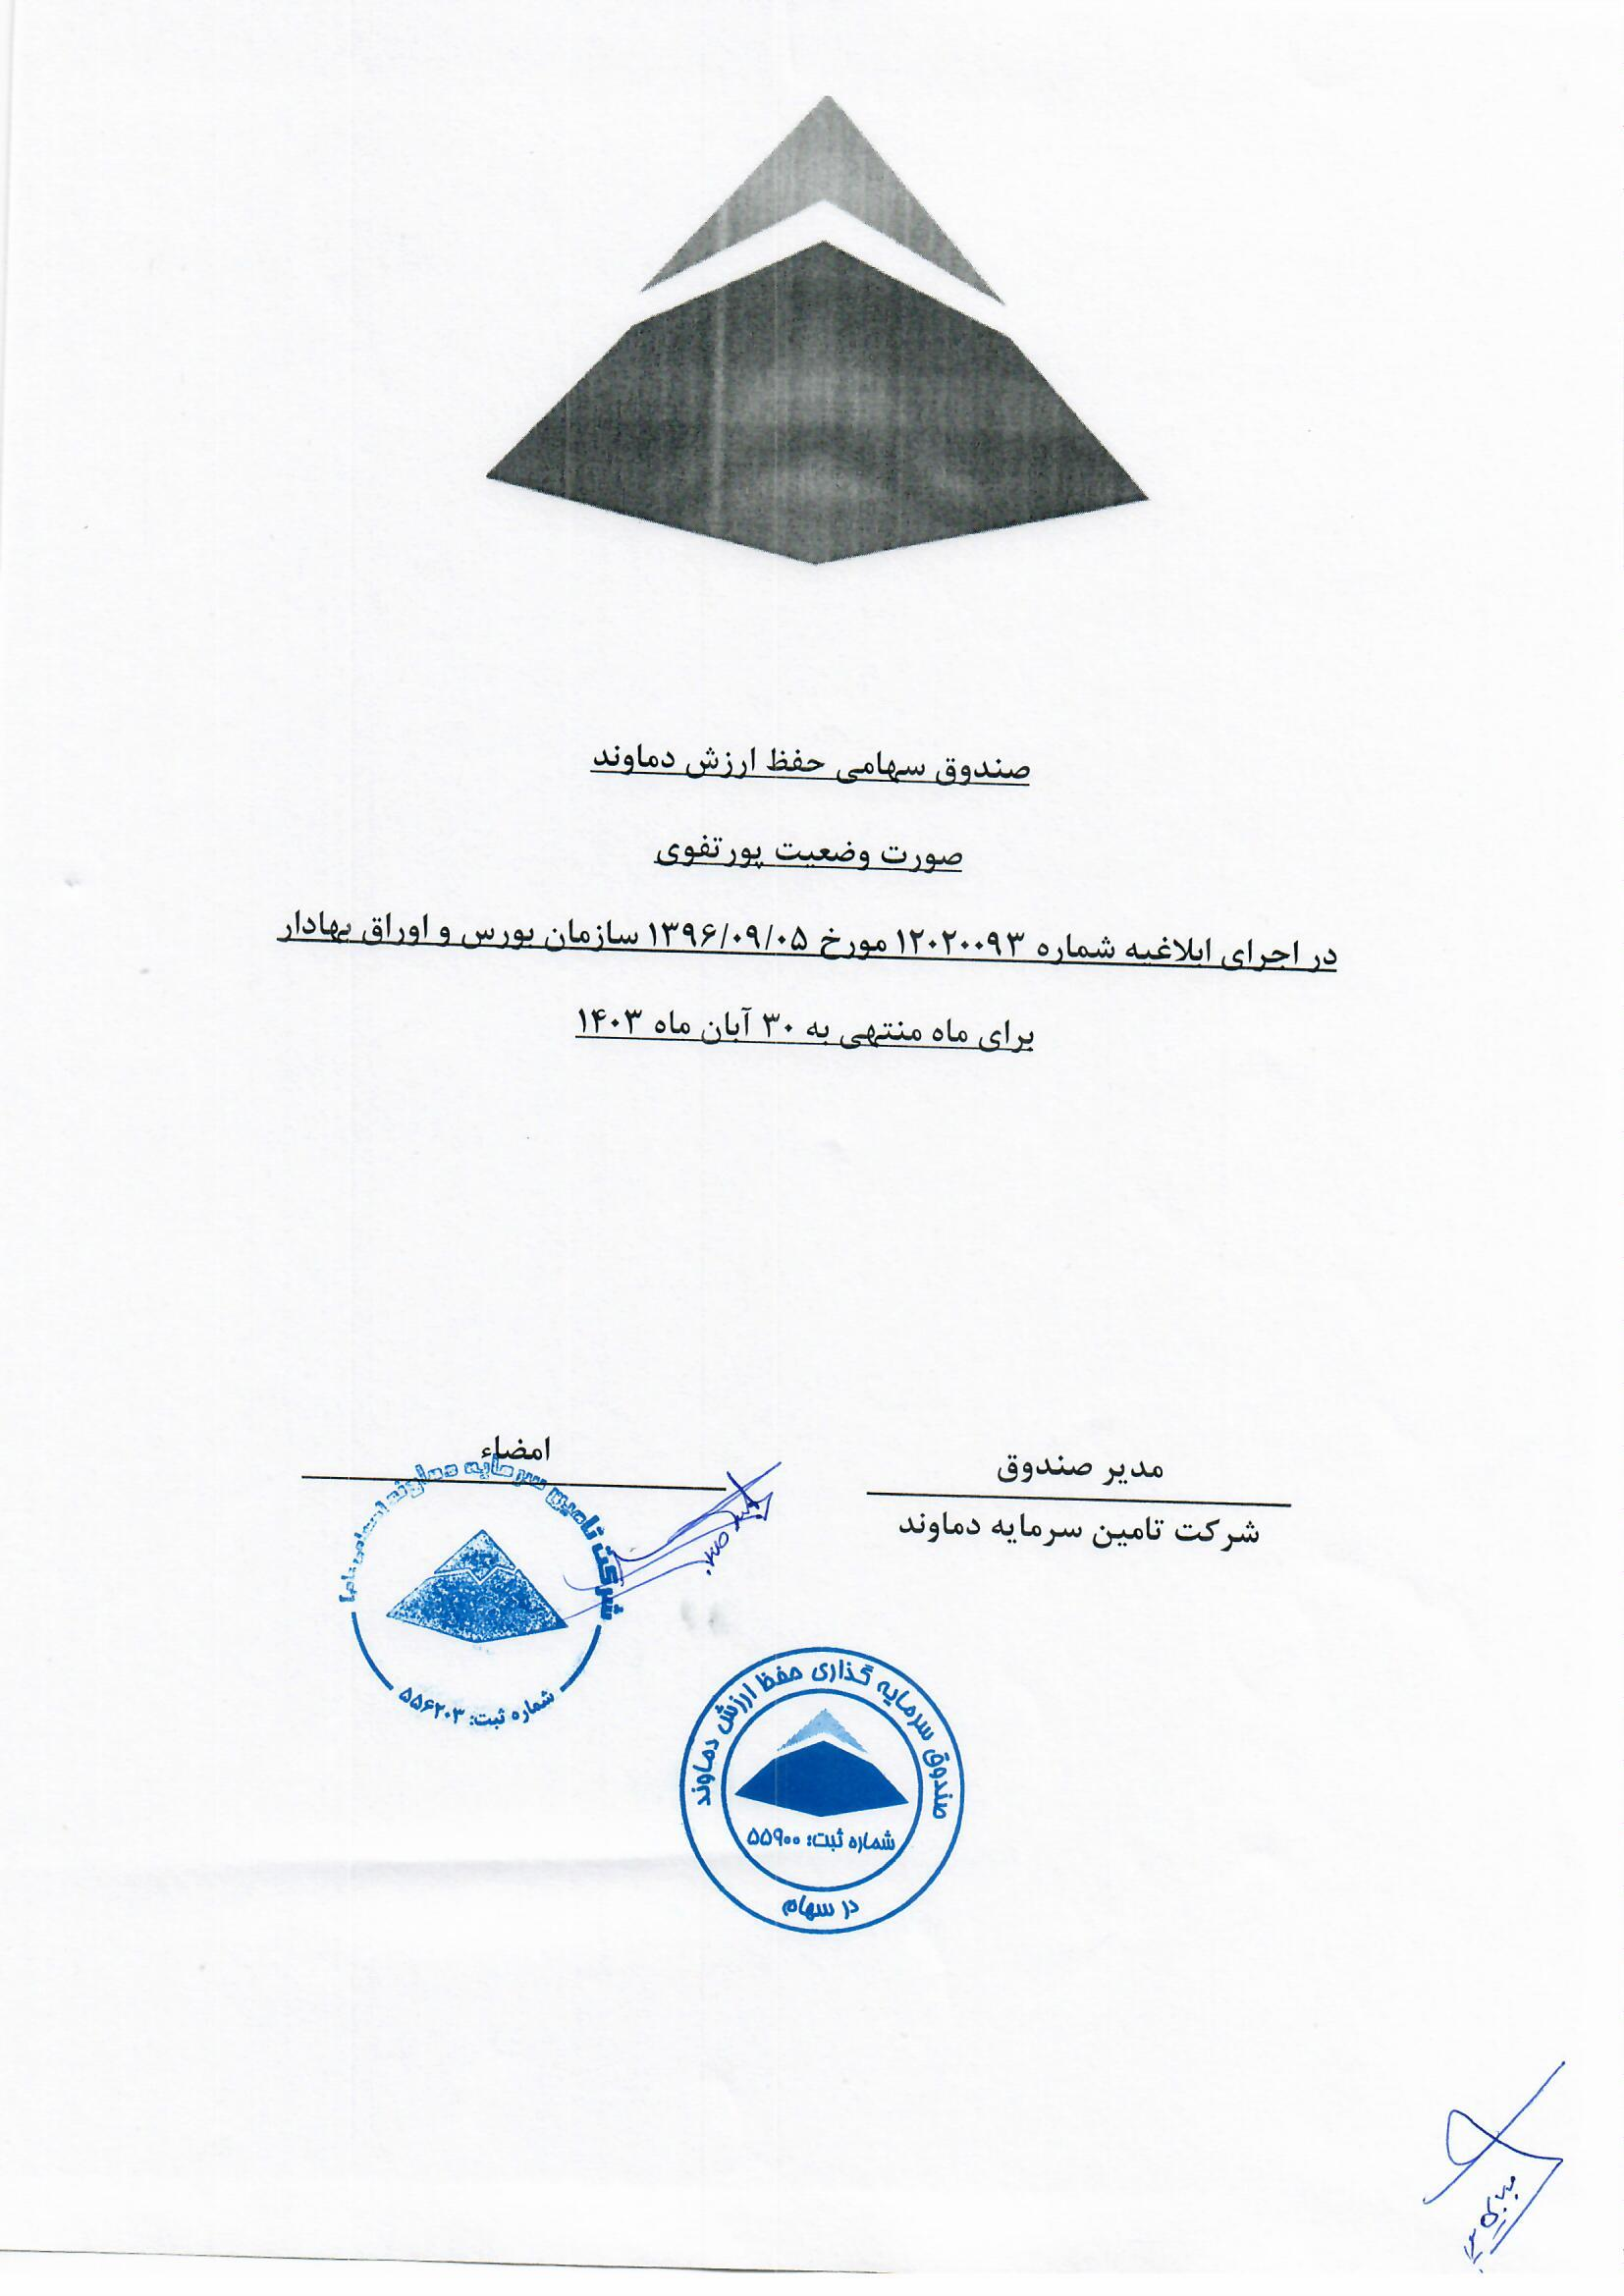 صندوق سهامی حفظ ارزش دماوند
صورت وضعیت پورتفوی
در اجرای ابلاغیه شماره ۱۲۰۲۰۰۹۳ مورخ ۱۳۹۶/۰۹/۰۵ سازمان بورس و اوراق بهادار
برای ماه منتهی به ۳۰ آبان ماه ۱۴۰۳
مدیر صندوق
شرکت تامین سرمایه دماوند
امضاء
شرکت تامین سرمایه دماوند (سهامی عام)
شماره ثبت: ۵۵۶۲۰۳
صندوق سرمایه گذاری حفظ ارزش دماوند
شماره ثبت: ۵۵۹۰۰
در سهام